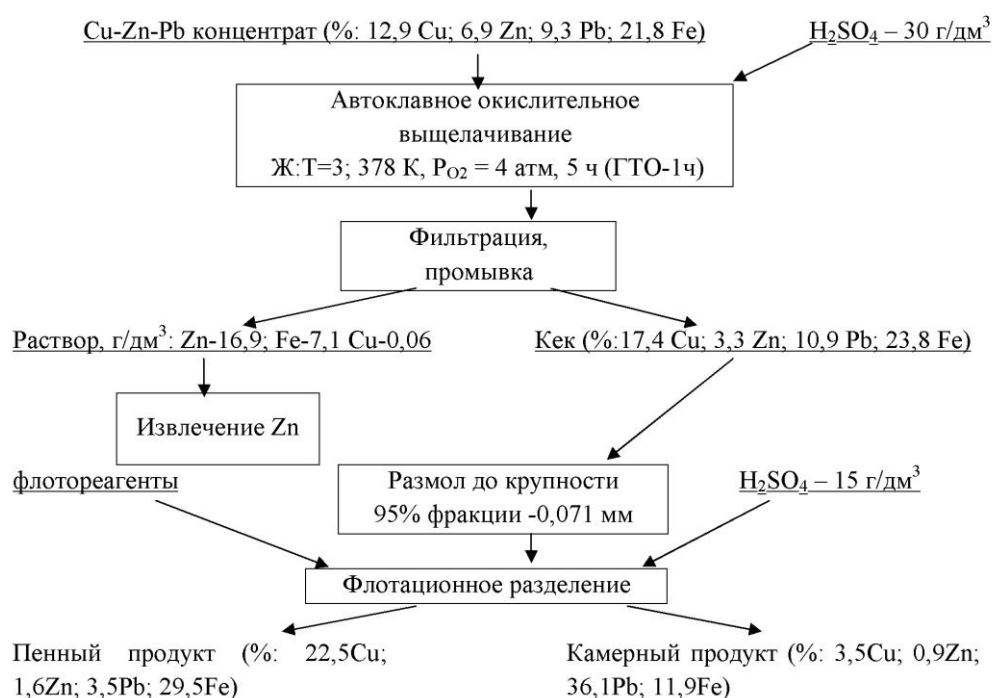 Cu-Zn-Pb концентрат (%: 12,9 Cu; 6,9 Zn; 9,3 Pb; 21,8 Fe)
H₂SO₄ – 30 г/дм³
Автоклавное окислительное
выщелачивание
Ж:Т=3; 378 К, P_O2 = 4 атм, 5 ч (ГТО-1ч)
Фильтрация,
промывка
Раствор, г/дм³: Zn-16,9; Fe-7,1 Cu-0,06
Кек (%:17,4 Cu; 3,3 Zn; 10,9 Pb; 23,8 Fe)
Извлечение Zn
флотореагенты
Размол до крупности
95% фракции -0,071 мм
H₂SO₄ – 15 г/дм³
Флотационное разделение
Пенный продукт (%: 22,5Cu;
1,6Zn; 3,5Pb; 29,5Fe)
Камерный продукт (%: 3,5Cu; 0,9Zn;
36,1Pb; 11,9Fe)